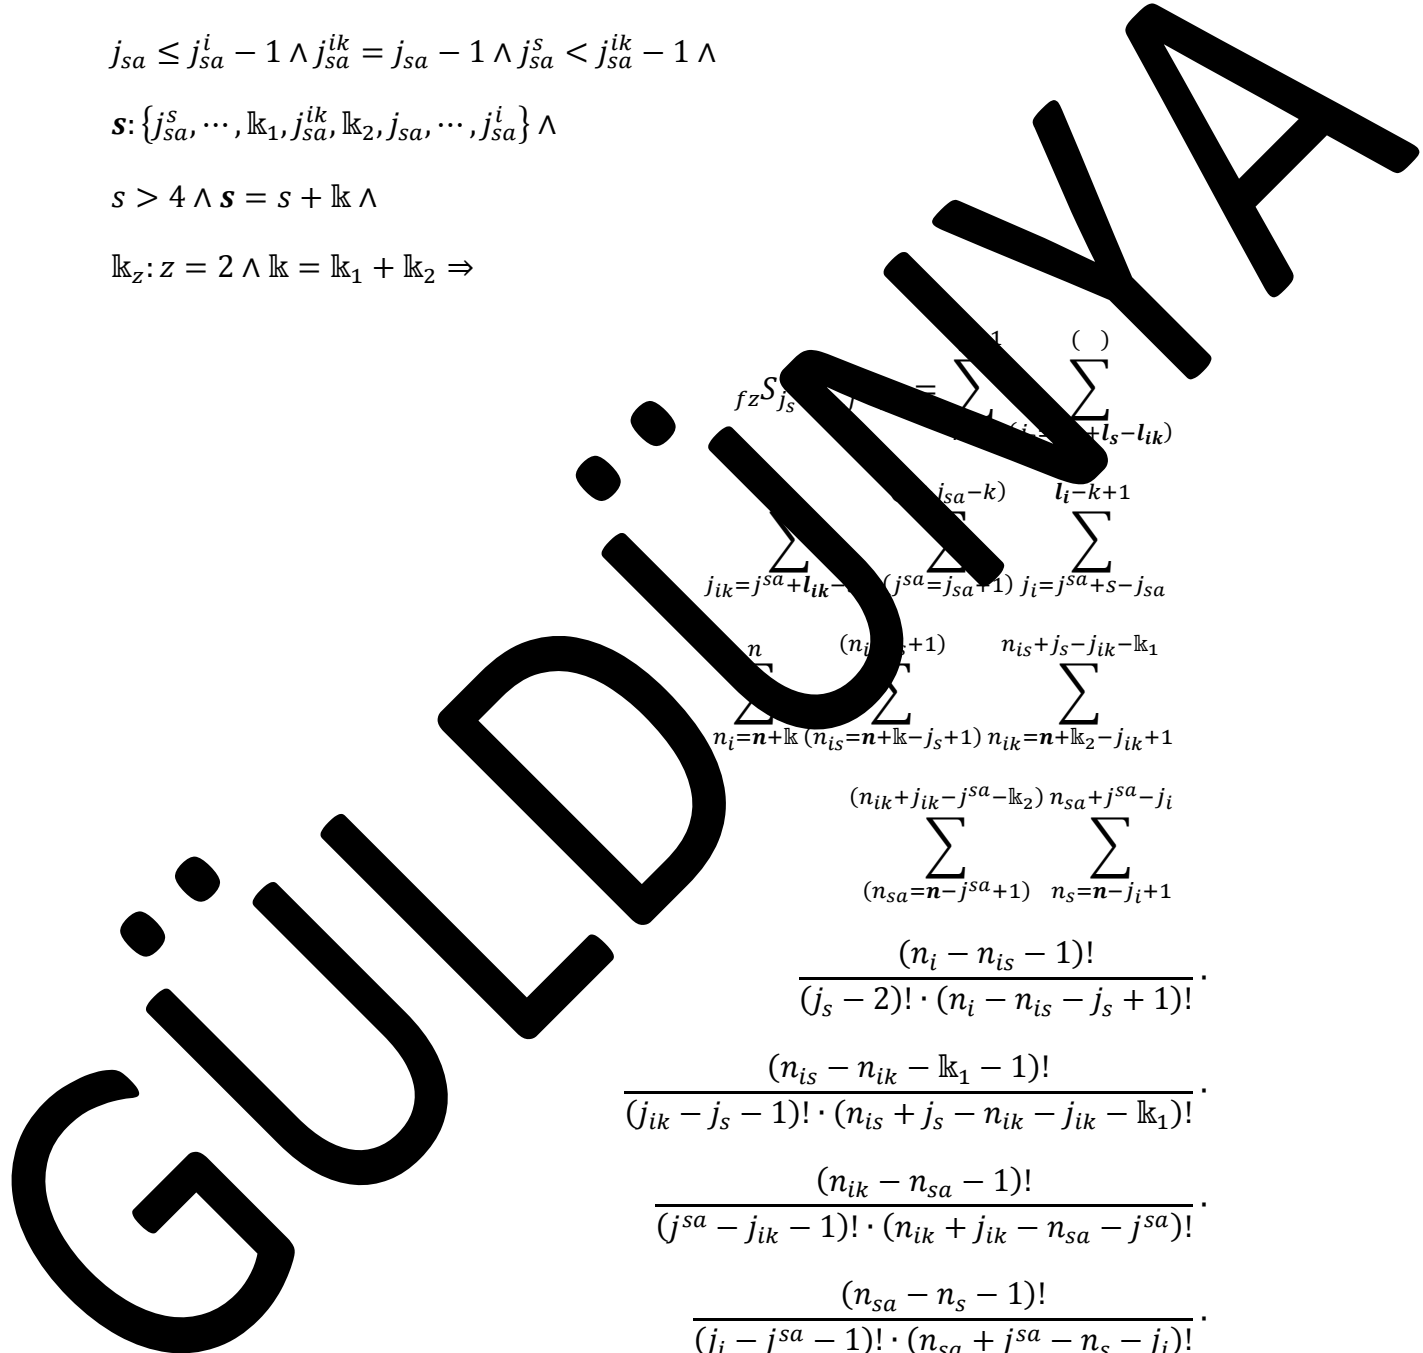 j_{sa} ≤ j_{sa}^{i} − 1 ∧ j_{sa}^{ik} = j_{sa} − 1 ∧ j_{sa}^{s} < j_{sa}^{ik} − 1 ∧
s: {j_{sa}^{s}, ⋯, 𝕜_1, j_{sa}^{ik}, 𝕜_2, j_{sa}, ⋯, j_{sa}^{i}} ∧
s > 4 ∧ s = s + 𝕜 ∧
𝕜_z: z = 2 ∧ 𝕜 = 𝕜_1 + 𝕜_2 ⇒
1 ( )
_{fz}S_{j_s} = ∑ ∑
+l_s−l_{ik})
j_{sa}−k) l_i−k+1
∑ ∑ ∑
j_{ik}=j^{sa}+l_{ik}− (j^{sa}=j_{sa}+1) j_i=j^{sa}+s−j_{sa}
n +1) n_{is}+j_s−j_{ik}−𝕜_1
∑ ∑ ∑
n_i=n+𝕜 (n_{is}=n+𝕜−j_s+1) n_{ik}=n+𝕜_2−j_{ik}+1
(n_{ik}+j_{ik}−j^{sa}−𝕜_2) n_{sa}+j^{sa}−j_i
∑ ∑
(n_{sa}=n−j^{sa}+1) n_s=n−j_i+1
(n_i − n_{is} − 1)!
(j_s − 2)! · (n_i − n_{is} − j_s + 1)! ·
(n_{is} − n_{ik} − 𝕜_1 − 1)!
(j_{ik} − j_s − 1)! · (n_{is} + j_s − n_{ik} − j_{ik} − 𝕜_1)! ·
(n_{ik} − n_{sa} − 1)!
(j^{sa} − j_{ik} − 1)! · (n_{ik} + j_{ik} − n_{sa} − j^{sa})! ·
(n_{sa} − n_s − 1)!
(j_i − j^{sa} − 1)! · (n_{sa} + j^{sa} − n_s − j_i)! ·
GÜLDÜNYA